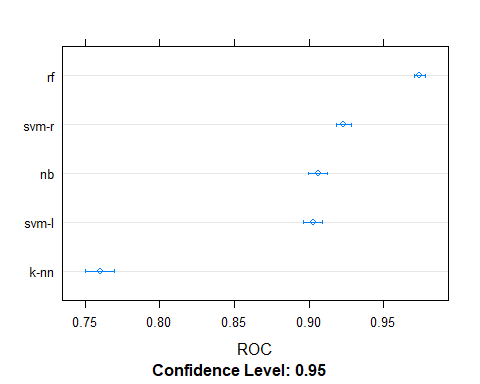 rf
svm-r
nb
svm-l
k-nn
0.75 0.80 0.85 0.90 0.95
ROC
Confidence Level: 0.95